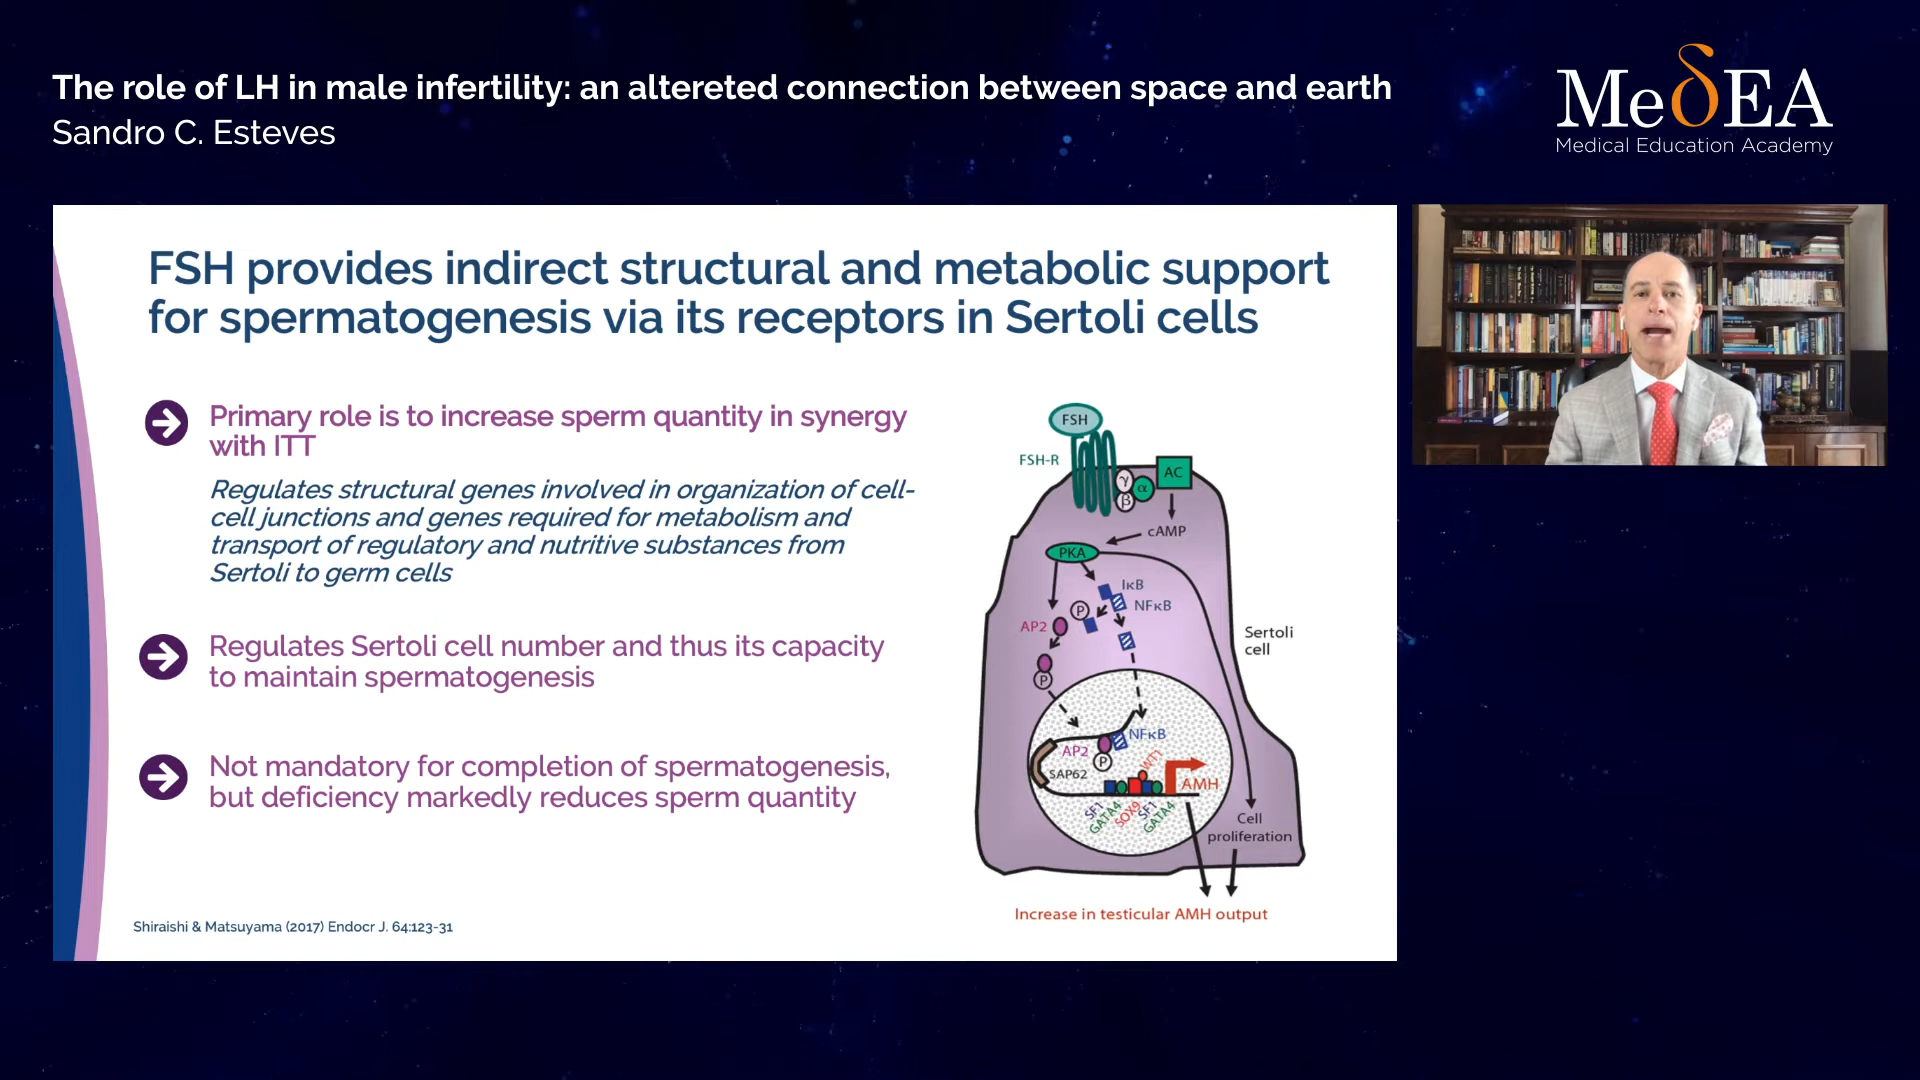 The role of LH in male infertility: an altereted connection between space and earth
Sandro C. Esteves
MeδEA
Medical Education Academy
FSH provides indirect structural and metabolic support
for spermatogenesis via its receptors in Sertoli cells
Primary role is to increase sperm quantity in synergy
with ITT
Regulates structural genes involved in organization of cell-
cell junctions and genes required for metabolism and
transport of regulatory and nutritive substances from
Sertoli to germ cells
Regulates Sertoli cell number and thus its capacity
to maintain spermatogenesis
Not mandatory for completion of spermatogenesis,
but deficiency markedly reduces sperm quantity
Shiraishi & Matsuyama (2017) Endocr J. 64:123-31
FSH
FSH-R
γ
β
α
AC
cAMP
PKA
IκB
NFκB
P
AP2
P
Sertoli
cell
NFκB
AP2
P
SAP62
WT1
AMH
SF1
GATA4
SOX9
SF1
GATA4
Cell
proliferation
Increase in testicular AMH output